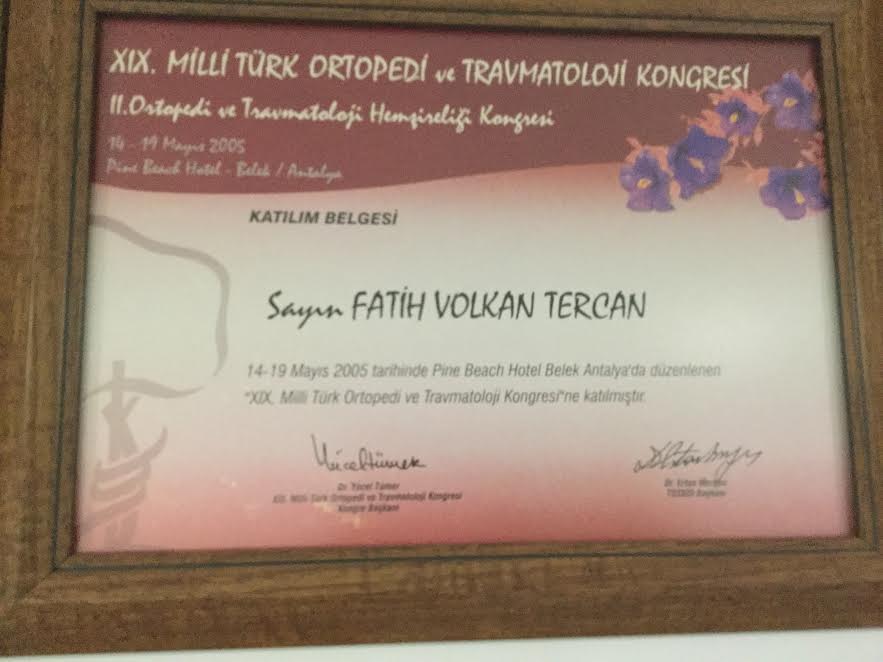 XIX. MİLLİ TÜRK ORTOPEDİ ve TRAVMATOLOJİ KONGRESİ
II.Ortopedi ve Travmatoloji Hemşireliği Kongresi
14 - 19 Mayıs 2005
Pine Beach Hotel - Belek / Antalya
KATILIM BELGESİ
Sayın FATİH VOLKAN TERCAN
14-19 Mayıs 2005 tarihinde Pine Beach Hotel Belek Antalya'da düzenlenen
"XIX. Milli Türk Ortopedi ve Travmatoloji Kongresi"ne katılmıştır.
Dr. Yücel Tümer
XIX. Milli Türk Ortopedi ve Travmatoloji Kongresi
Kongre Başkanı
Dr.
Başkanı